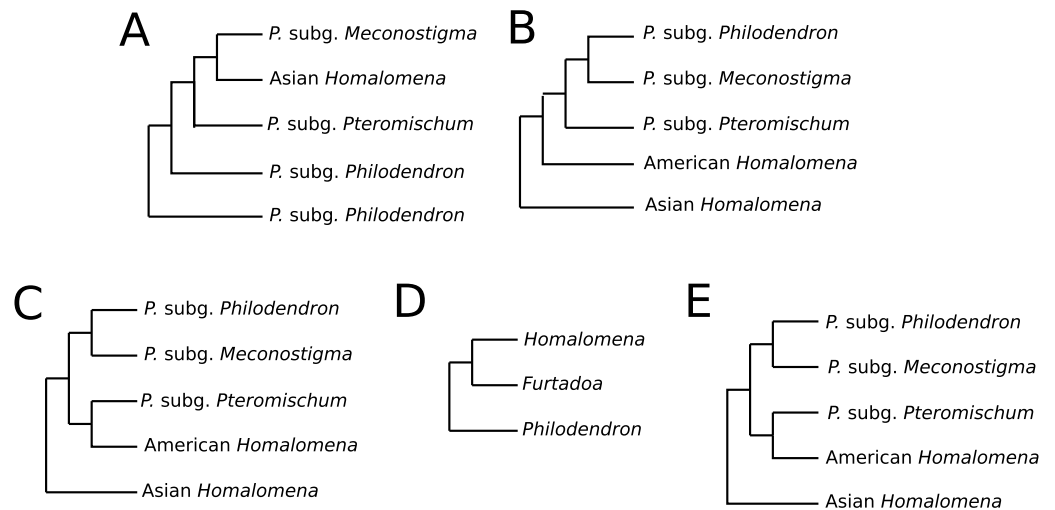 A
P. subg. Meconostigma
Asian Homalomena
P. subg. Pteromischum
P. subg. Philodendron
P. subg. Philodendron
B
P. subg. Philodendron
P. subg. Meconostigma
P. subg. Pteromischum
American Homalomena
Asian Homalomena
C
P. subg. Philodendron
P. subg. Meconostigma
P. subg. Pteromischum
American Homalomena
Asian Homalomena
D
Homalomena
Furtadoa
Philodendron
E
P. subg. Philodendron
P. subg. Meconostigma
P. subg. Pteromischum
American Homalomena
Asian Homalomena